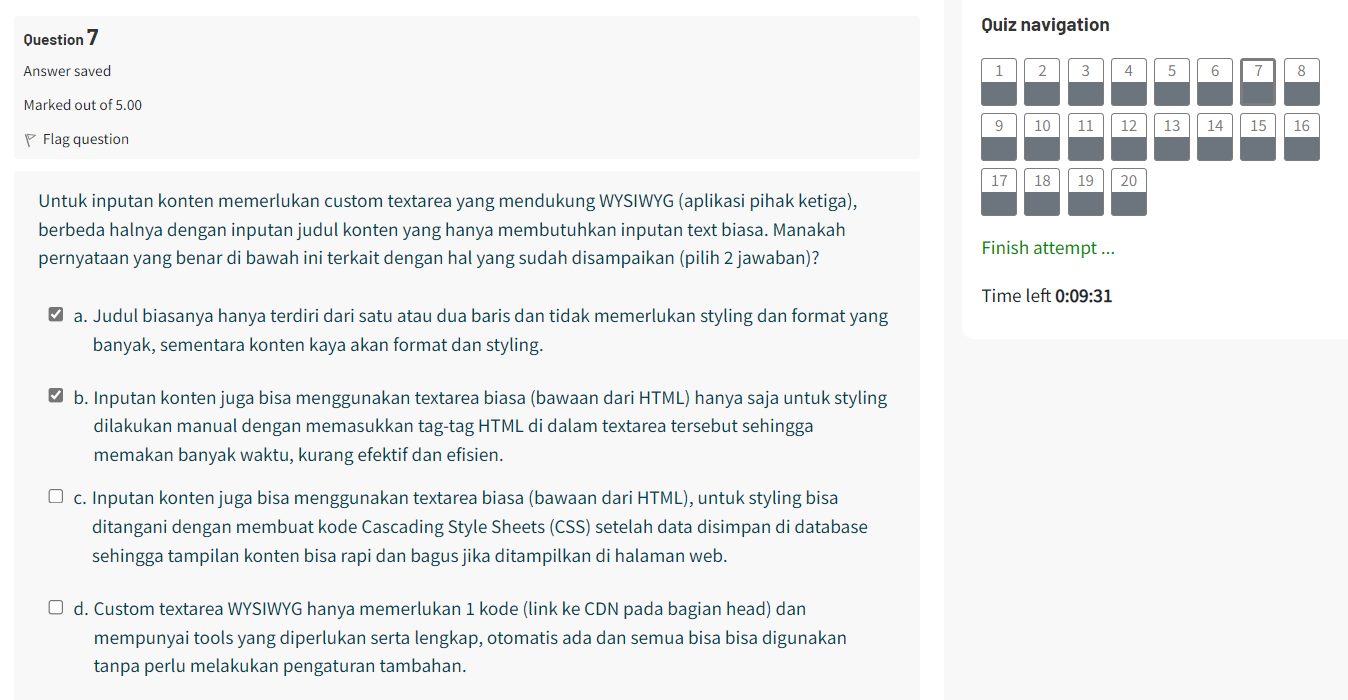 Question 7
Answer saved
Marked out of 5.00
Flag question
Untuk inputan konten memerlukan custom textarea yang mendukung WYSIWYG (aplikasi pihak ketiga),
berbeda halnya dengan inputan judul konten yang hanya membutuhkan inputan text biasa. Manakah
pernyataan yang benar di bawah ini terkait dengan hal yang sudah disampaikan (pilih 2 jawaban)?
a. Judul biasanya hanya terdiri dari satu atau dua baris dan tidak memerlukan styling dan format yang
banyak, sementara konten kaya akan format dan styling.
b. Inputan konten juga bisa menggunakan textarea biasa (bawaan dari HTML) hanya saja untuk styling
dilakukan manual dengan memasukkan tag-tag HTML di dalam textarea tersebut sehingga
memakan banyak waktu, kurang efektif dan efisien.
c. Inputan konten juga bisa menggunakan textarea biasa (bawaan dari HTML), untuk styling bisa
ditangani dengan membuat kode Cascading Style Sheets (CSS) setelah data disimpan di database
sehingga tampilan konten bisa rapi dan bagus jika ditampilkan di halaman web.
d. Custom textarea WYSIWYG hanya memerlukan 1 kode (link ke CDN pada bagian head) dan
mempunyai tools yang diperlukan serta lengkap, otomatis ada dan semua bisa bisa digunakan
tanpa perlu melakukan pengaturan tambahan.
Quiz navigation
1 2 3 4 5 6 7 8
9 10 11 12 13 14 15 16
17 18 19 20
Finish attempt ...
Time left 0:09:31